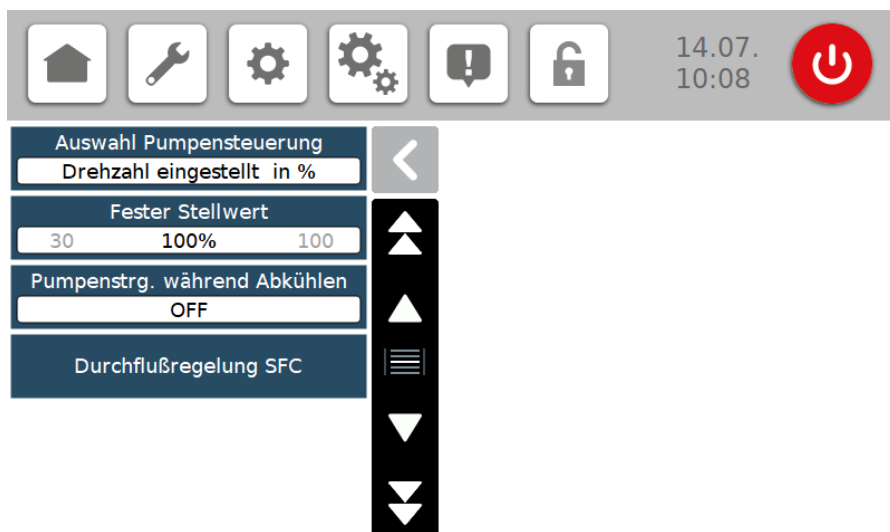 14.07.
10:08
Auswahl Pumpensteuerung
Drehzahl eingestellt in %
Fester Stellwert
30 100% 100
Pumpenstrg. während Abkühlen
OFF
Durchflußregelung SFC